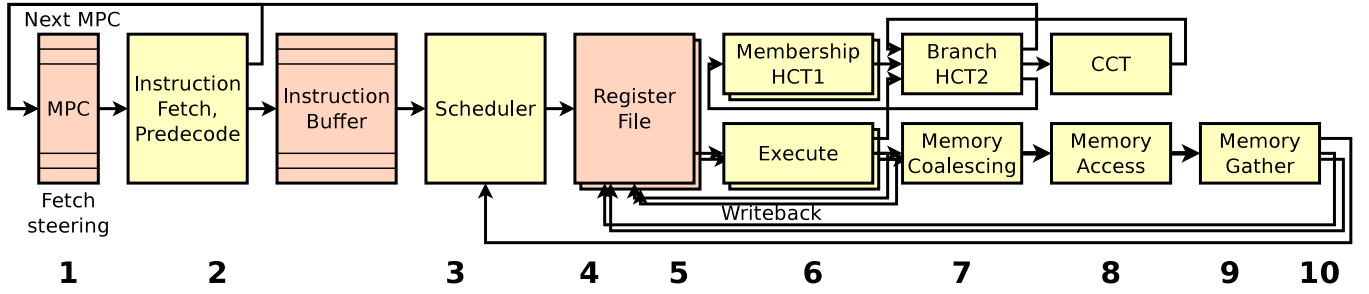 Next MPC
MPC
Fetch
steering
Instruction
Fetch,
Predecode
Instruction
Buffer
Scheduler
Register
File
Membership
HCT1
Branch
HCT2
CCT
Execute
Memory
Coalescing
Memory
Access
Memory
Gather
Writeback
1 2 3 4 5 6 7 8 9 10